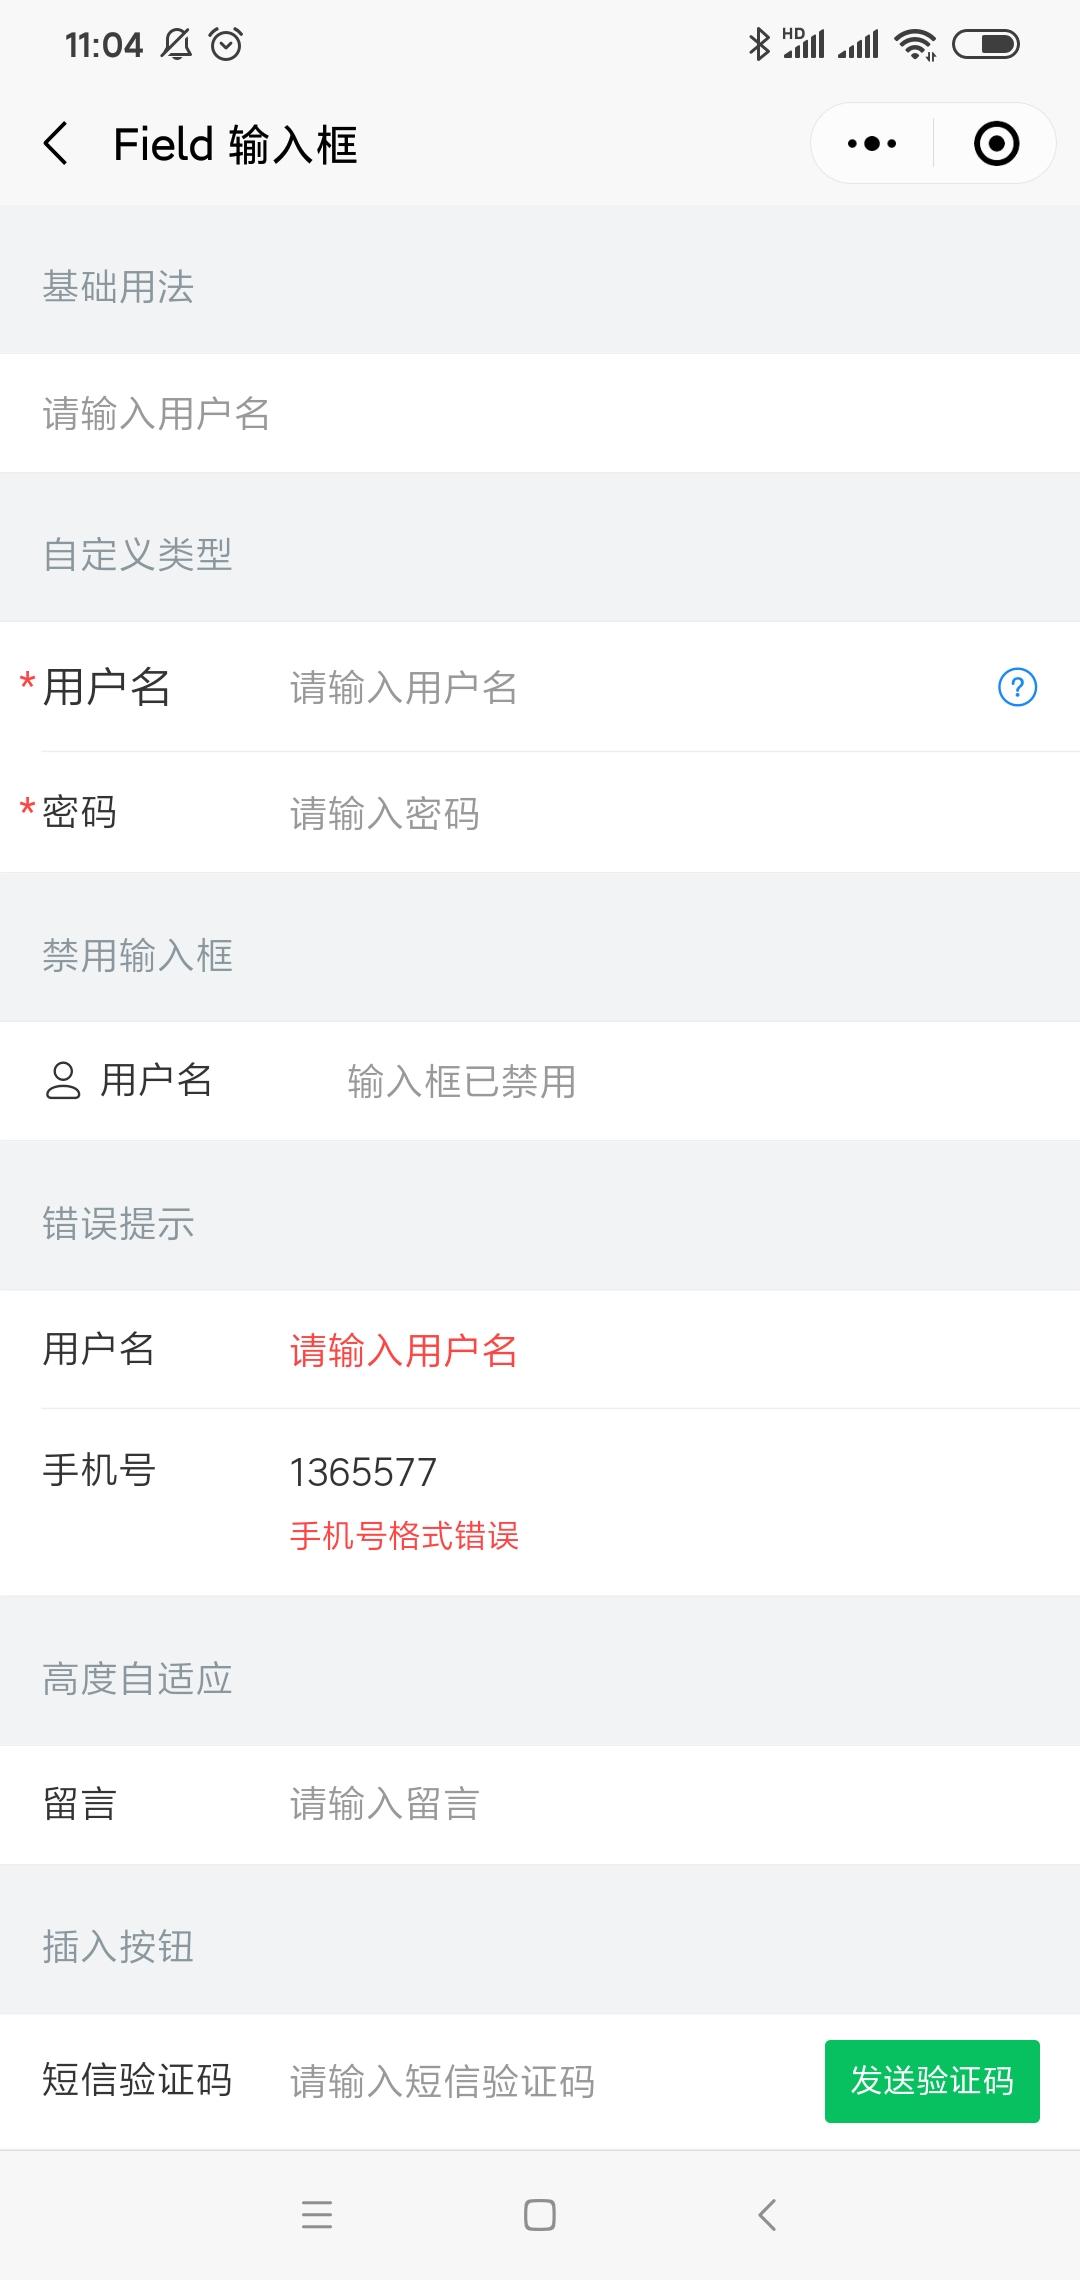 11:04 HD
Field 输入框
基础用法
请输入用户名
自定义类型
*用户名 请输入用户名 ?
*密码 请输入密码
禁用输入框
用户名 输入框已禁用
错误提示
用户名 请输入用户名
手机号 1365577
手机号格式错误
高度自适应
留言 请输入留言
插入按钮
短信验证码 请输入短信验证码 发送验证码